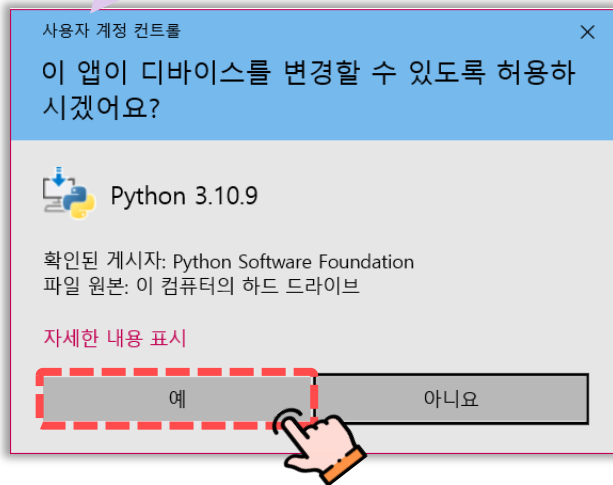 사용자 계정 컨트롤
이 앱이 디바이스를 변경할 수 있도록 허용하
시겠어요?
Python 3.10.9
확인된 게시자: Python Software Foundation
파일 원본: 이 컴퓨터의 하드 드라이브
자세한 내용 표시
예
아니요